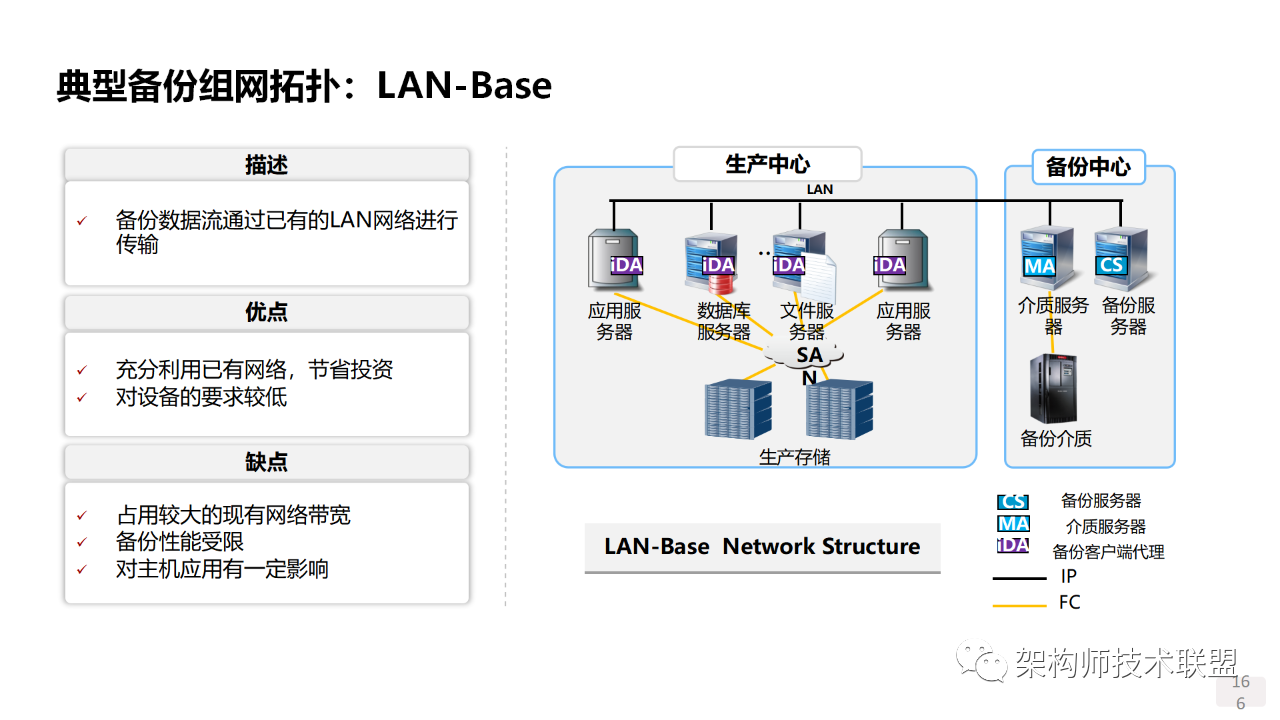 典型备份组网拓扑：LAN-Base
描述
✓ 备份数据流通过已有的LAN网络进行
传输
优点
✓ 充分利用已有网络，节省投资
✓ 对设备的要求较低
缺点
✓ 占用较大的现有网络带宽
✓ 备份性能受限
✓ 对主机应用有一定影响
生产中心
LAN
iDA
iDA
..
iDA
iDA
应用服
务器
数据库
服务器
文件服
务器
应用服
务器
SA
N
生产存储
备份中心
MA
CS
介质服务
器
备份服
务器
备份介质
LAN-Base Network Structure
CS 备份服务器
MA 介质服务器
iDA 备份客户端代理
IP
FC
架构师技术联盟
16
6